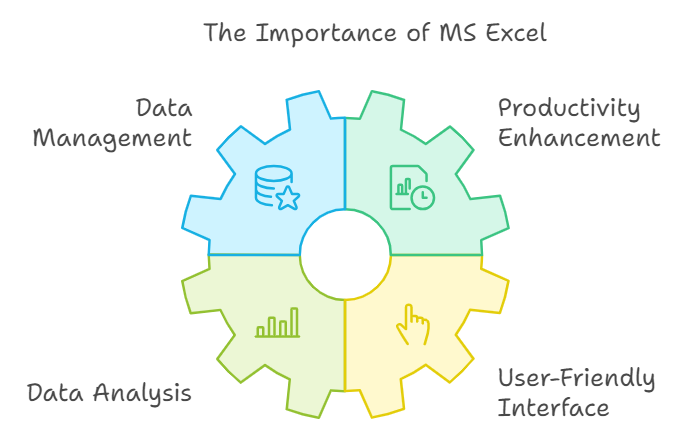 The Importance of MS Excel
Data
Management
Productivity
Enhancement
Data Analysis
User-Friendly
Interface